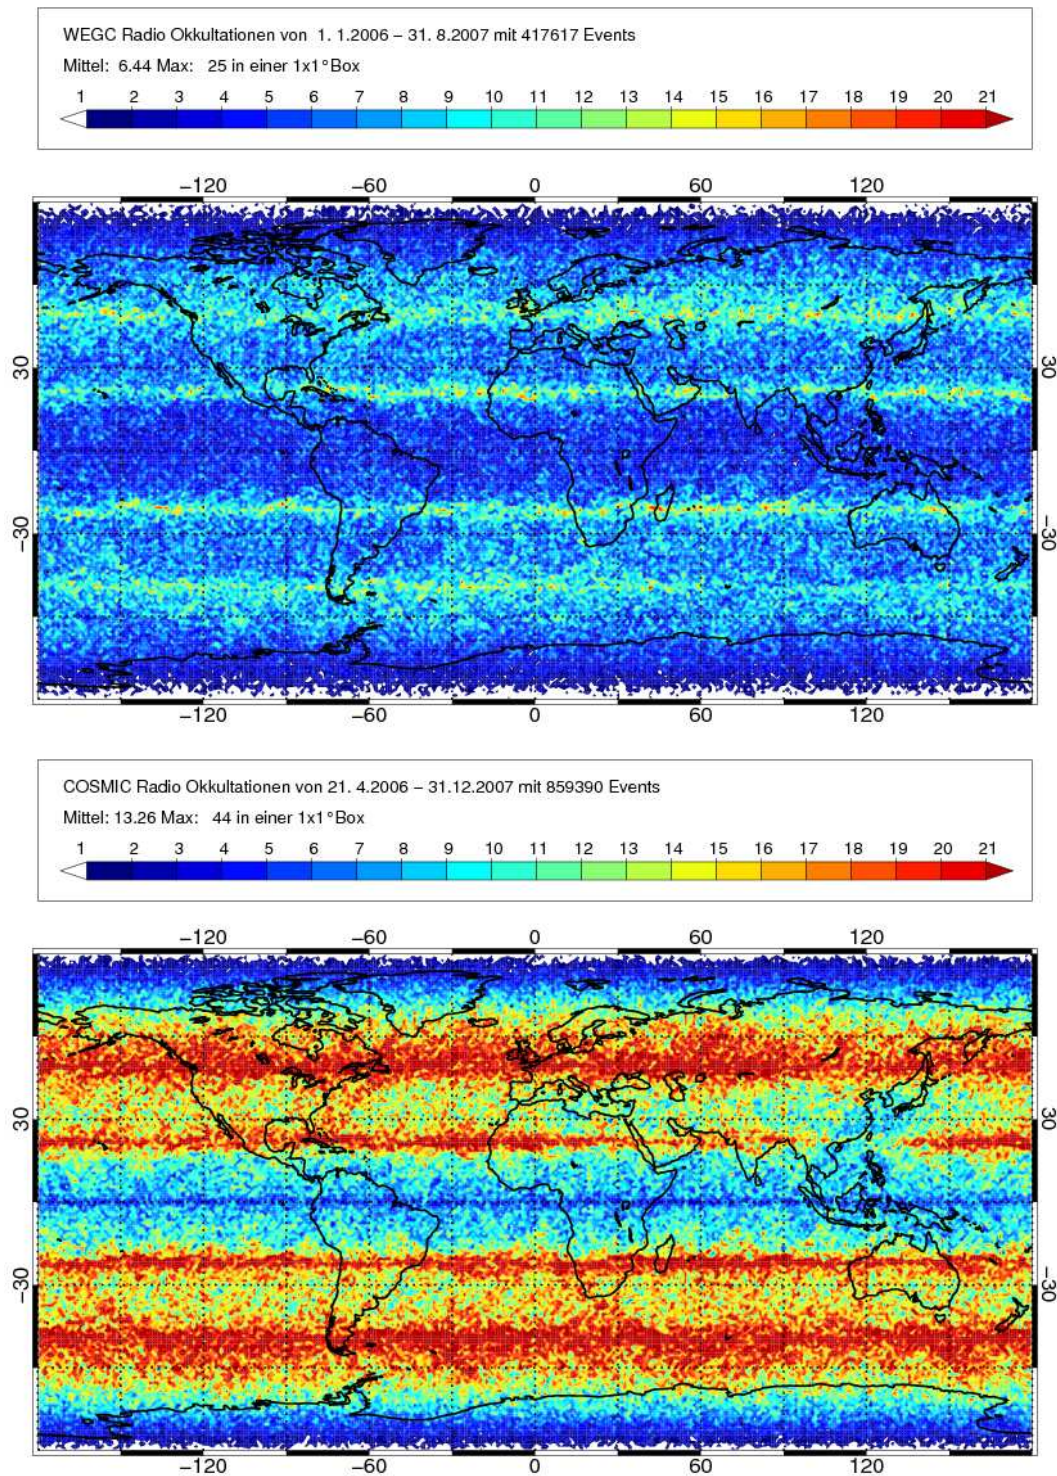 WEGC Radio Okkultationen von 1. 1.2006 – 31. 8.2007 mit 417617 Events
Mittel: 6.44 Max: 25 in einer 1x1°Box
1 2 3 4 5 6 7 8 9 10 11 12 13 14 15 16 17 18 19 20 21
−120 −60 0 60 120
30 30
−30 −30
−120 −60 0 60 120
COSMIC Radio Okkultationen von 21. 4.2006 – 31.12.2007 mit 859390 Events
Mittel: 13.26 Max: 44 in einer 1x1°Box
1 2 3 4 5 6 7 8 9 10 11 12 13 14 15 16 17 18 19 20 21
−120 −60 0 60 120
30 30
−30 −30
−120 −60 0 60 120